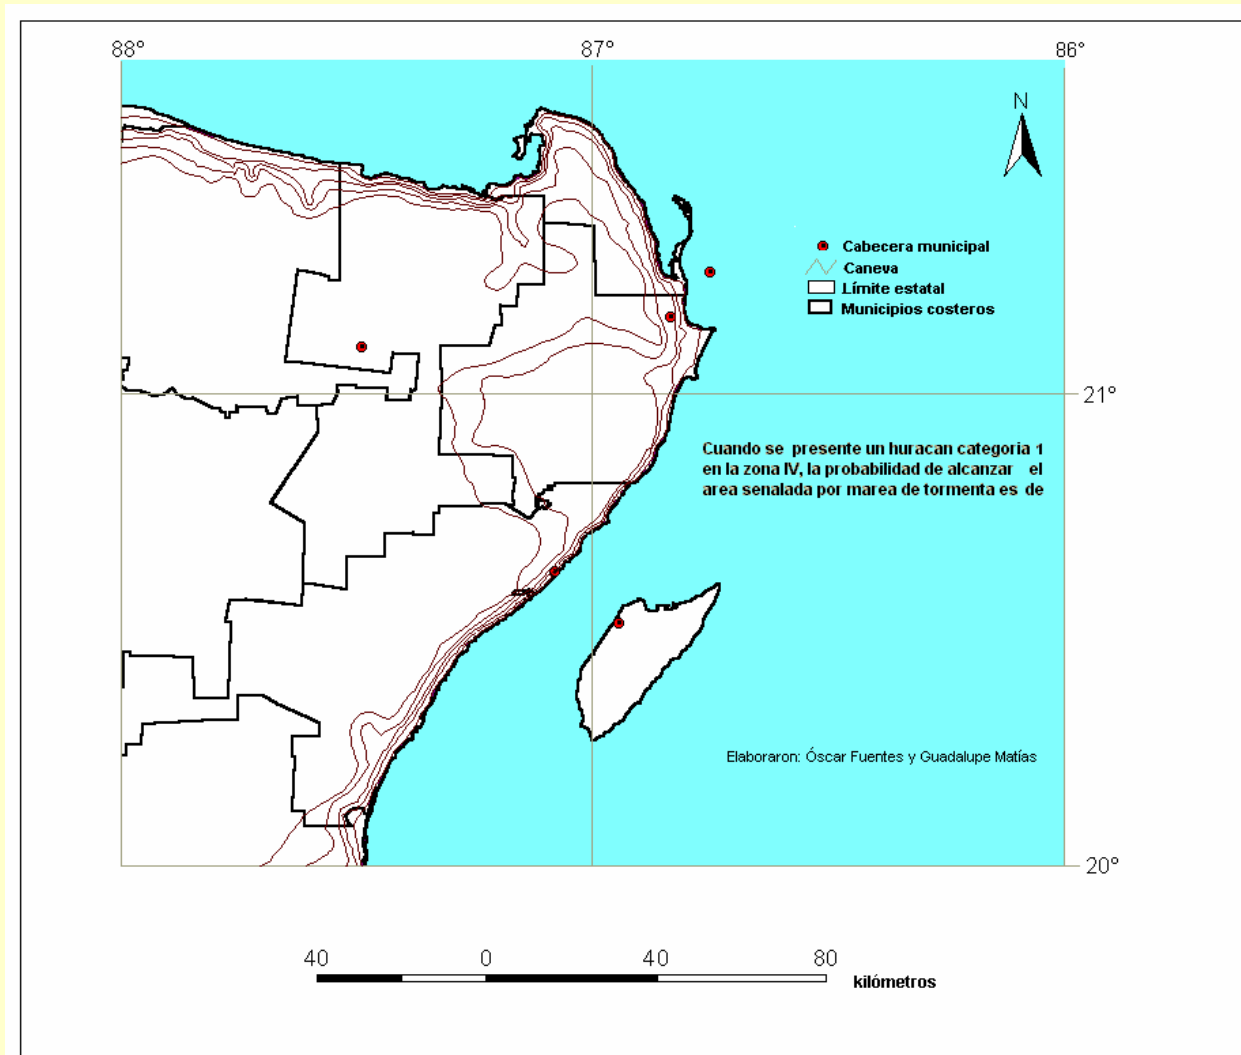 88°
87°
86°
N
Cabecera municipal
Caneva
Límite estatal
Municipios costeros
21°
Cuando se presente un huracan categoria 1
en la zona IV, la probabilidad de alcanzar el
area senalada por marea de tormenta es de
Elaboraron: Óscar Fuentes y Guadalupe Matías
20°
40 0 40 80
kilómetros